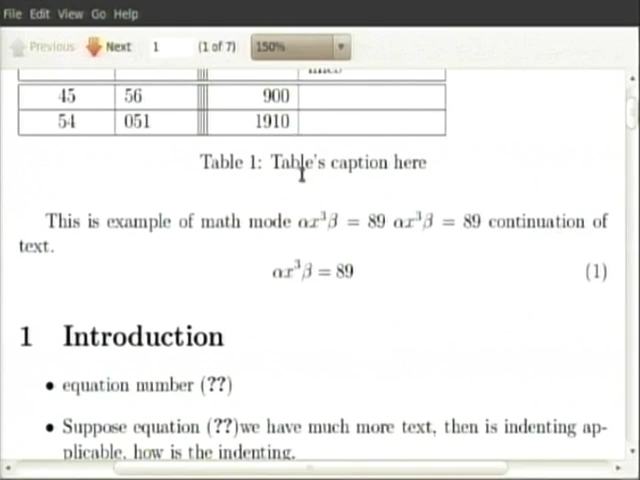 File Edit View Go Help
Previous Next 1 (1 of 7) 150%
45 56 900
54 051 1910
Table 1: Table's caption here
This is example of math mode αx³β = 89 αx³β = 89 continuation of
text.
αx³β = 89 (1)
1 Introduction
• equation number (??)
• Suppose equation (??)we have much more text, then is indenting ap-
plicable, how is the indenting.